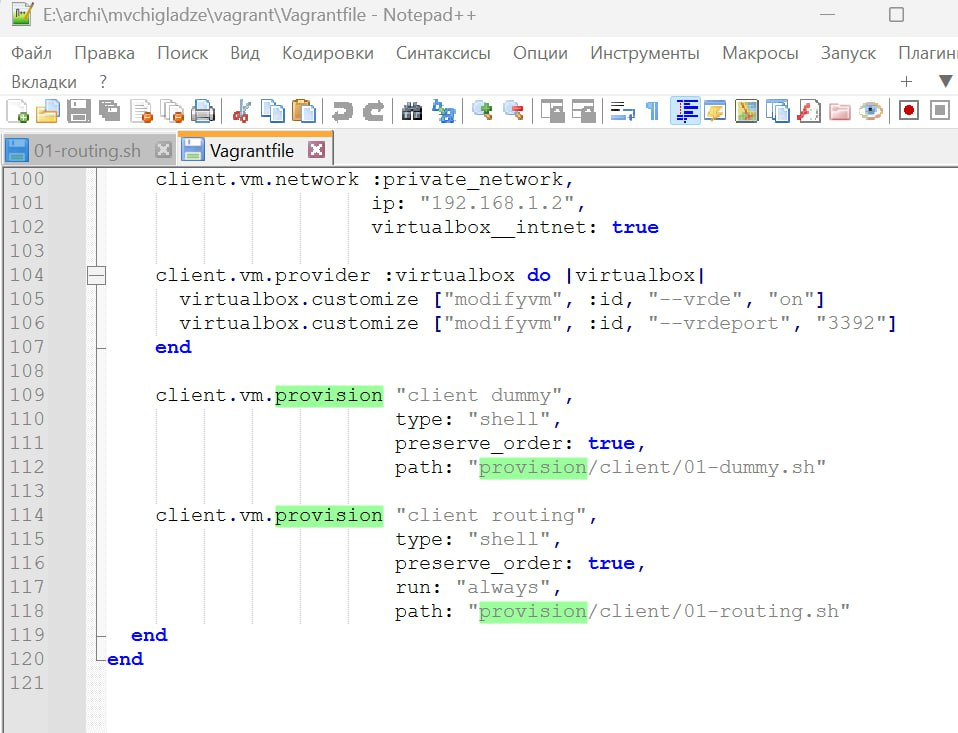 E:\archi\mvchigladze\vagrant\Vagrantfile - Notepad++
Файл Правка Поиск Вид Кодировки Синтаксисы Опции Инструменты Макросы Запуск Плагин
Вкладки ?
01-routing.sh Vagrantfile
100 client.vm.network :private_network,
101 ip: "192.168.1.2",
102 virtualbox__intnet: true
103
104 client.vm.provider :virtualbox do |virtualbox|
105 virtualbox.customize ["modifyvm", :id, "--vrde", "on"]
106 virtualbox.customize ["modifyvm", :id, "--vrdeport", "3392"]
107 end
108
109 client.vm.provision "client dummy",
110 type: "shell",
111 preserve_order: true,
112 path: "provision/client/01-dummy.sh"
113
114 client.vm.provision "client routing",
115 type: "shell",
116 preserve_order: true,
117 run: "always",
118 path: "provision/client/01-routing.sh"
119 end
120 end
121